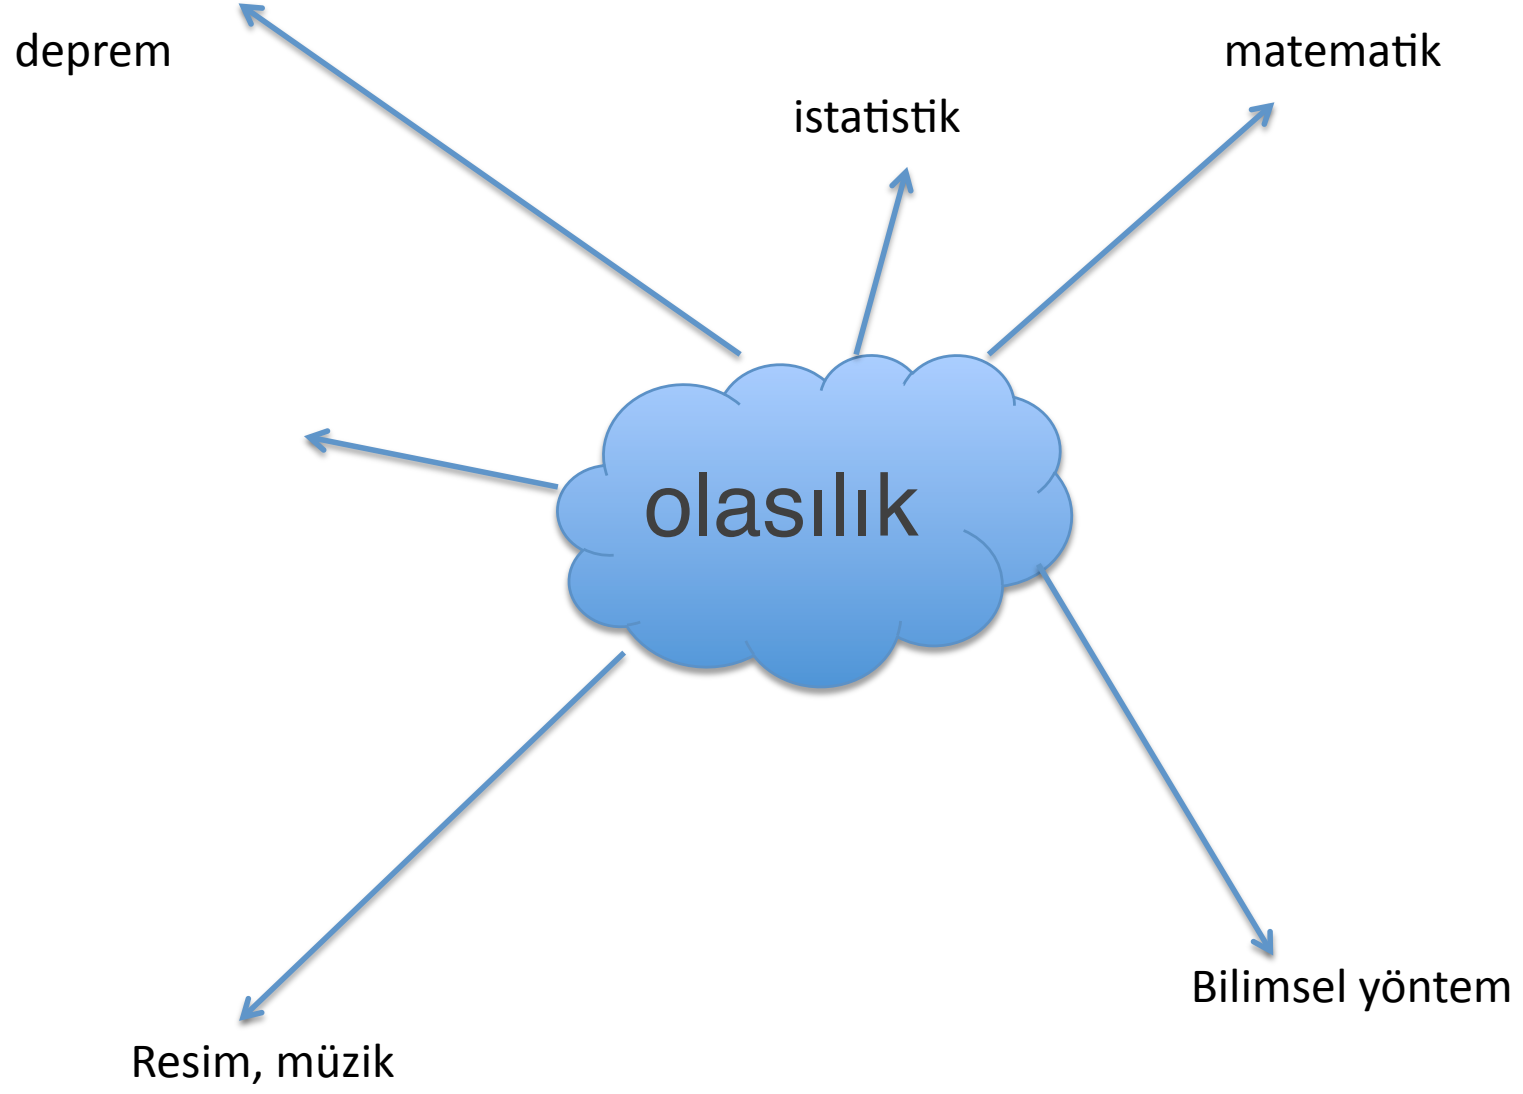 deprem
matematik
istatistik
olasılık
Bilimsel yöntem
Resim, müzik